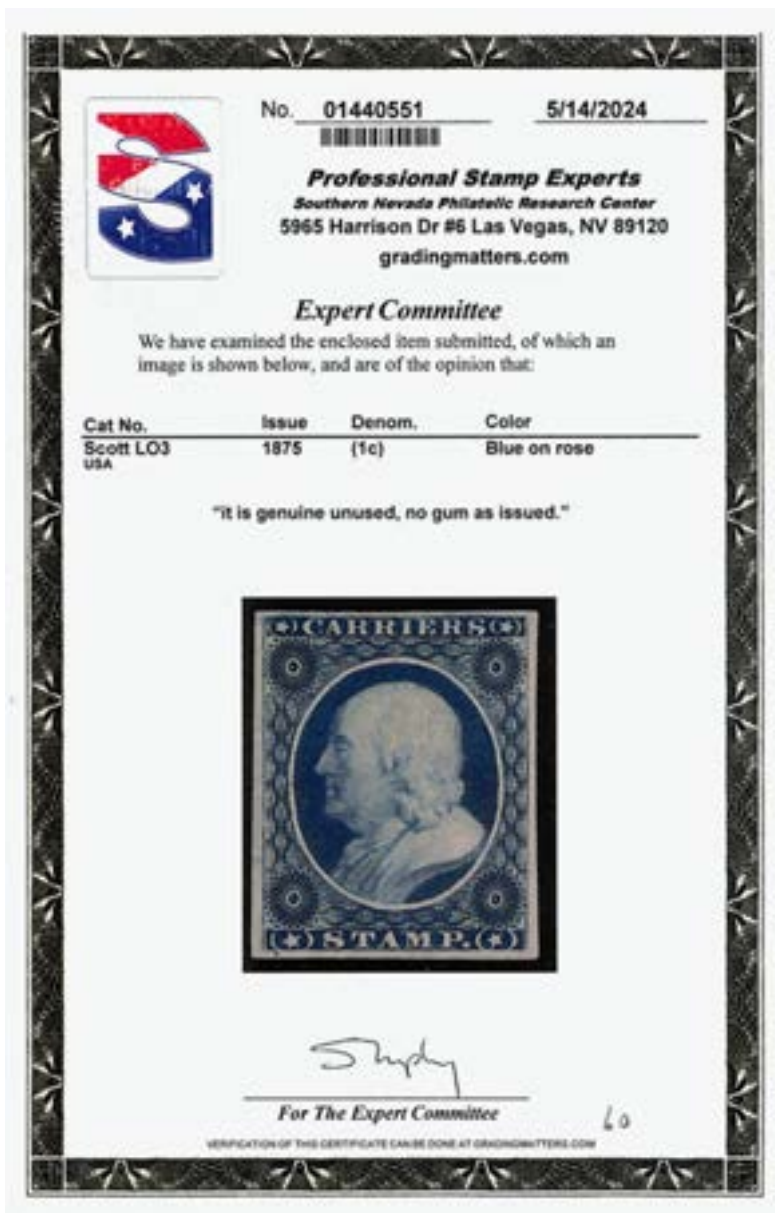 No. 01440551 5/14/2024
Professional Stamp Experts
Southern Nevada Philatelic Research Center
5965 Harrison Dr #6 Las Vegas, NV 89120
gradingmatters.com
Expert Committee
We have examined the enclosed item submitted, of which an
image is shown below, and are of the opinion that:
Cat No. Issue Denom. Color
Scott LO3 1875 (1c) Blue on rose
USA
"it is genuine unused, no gum as issued."
CARRIERS
STAMP.
For The Expert Committee
60
VERIFICATION OF THIS CERTIFICATE CAN BE DONE AT GRADINGMATTERS.COM